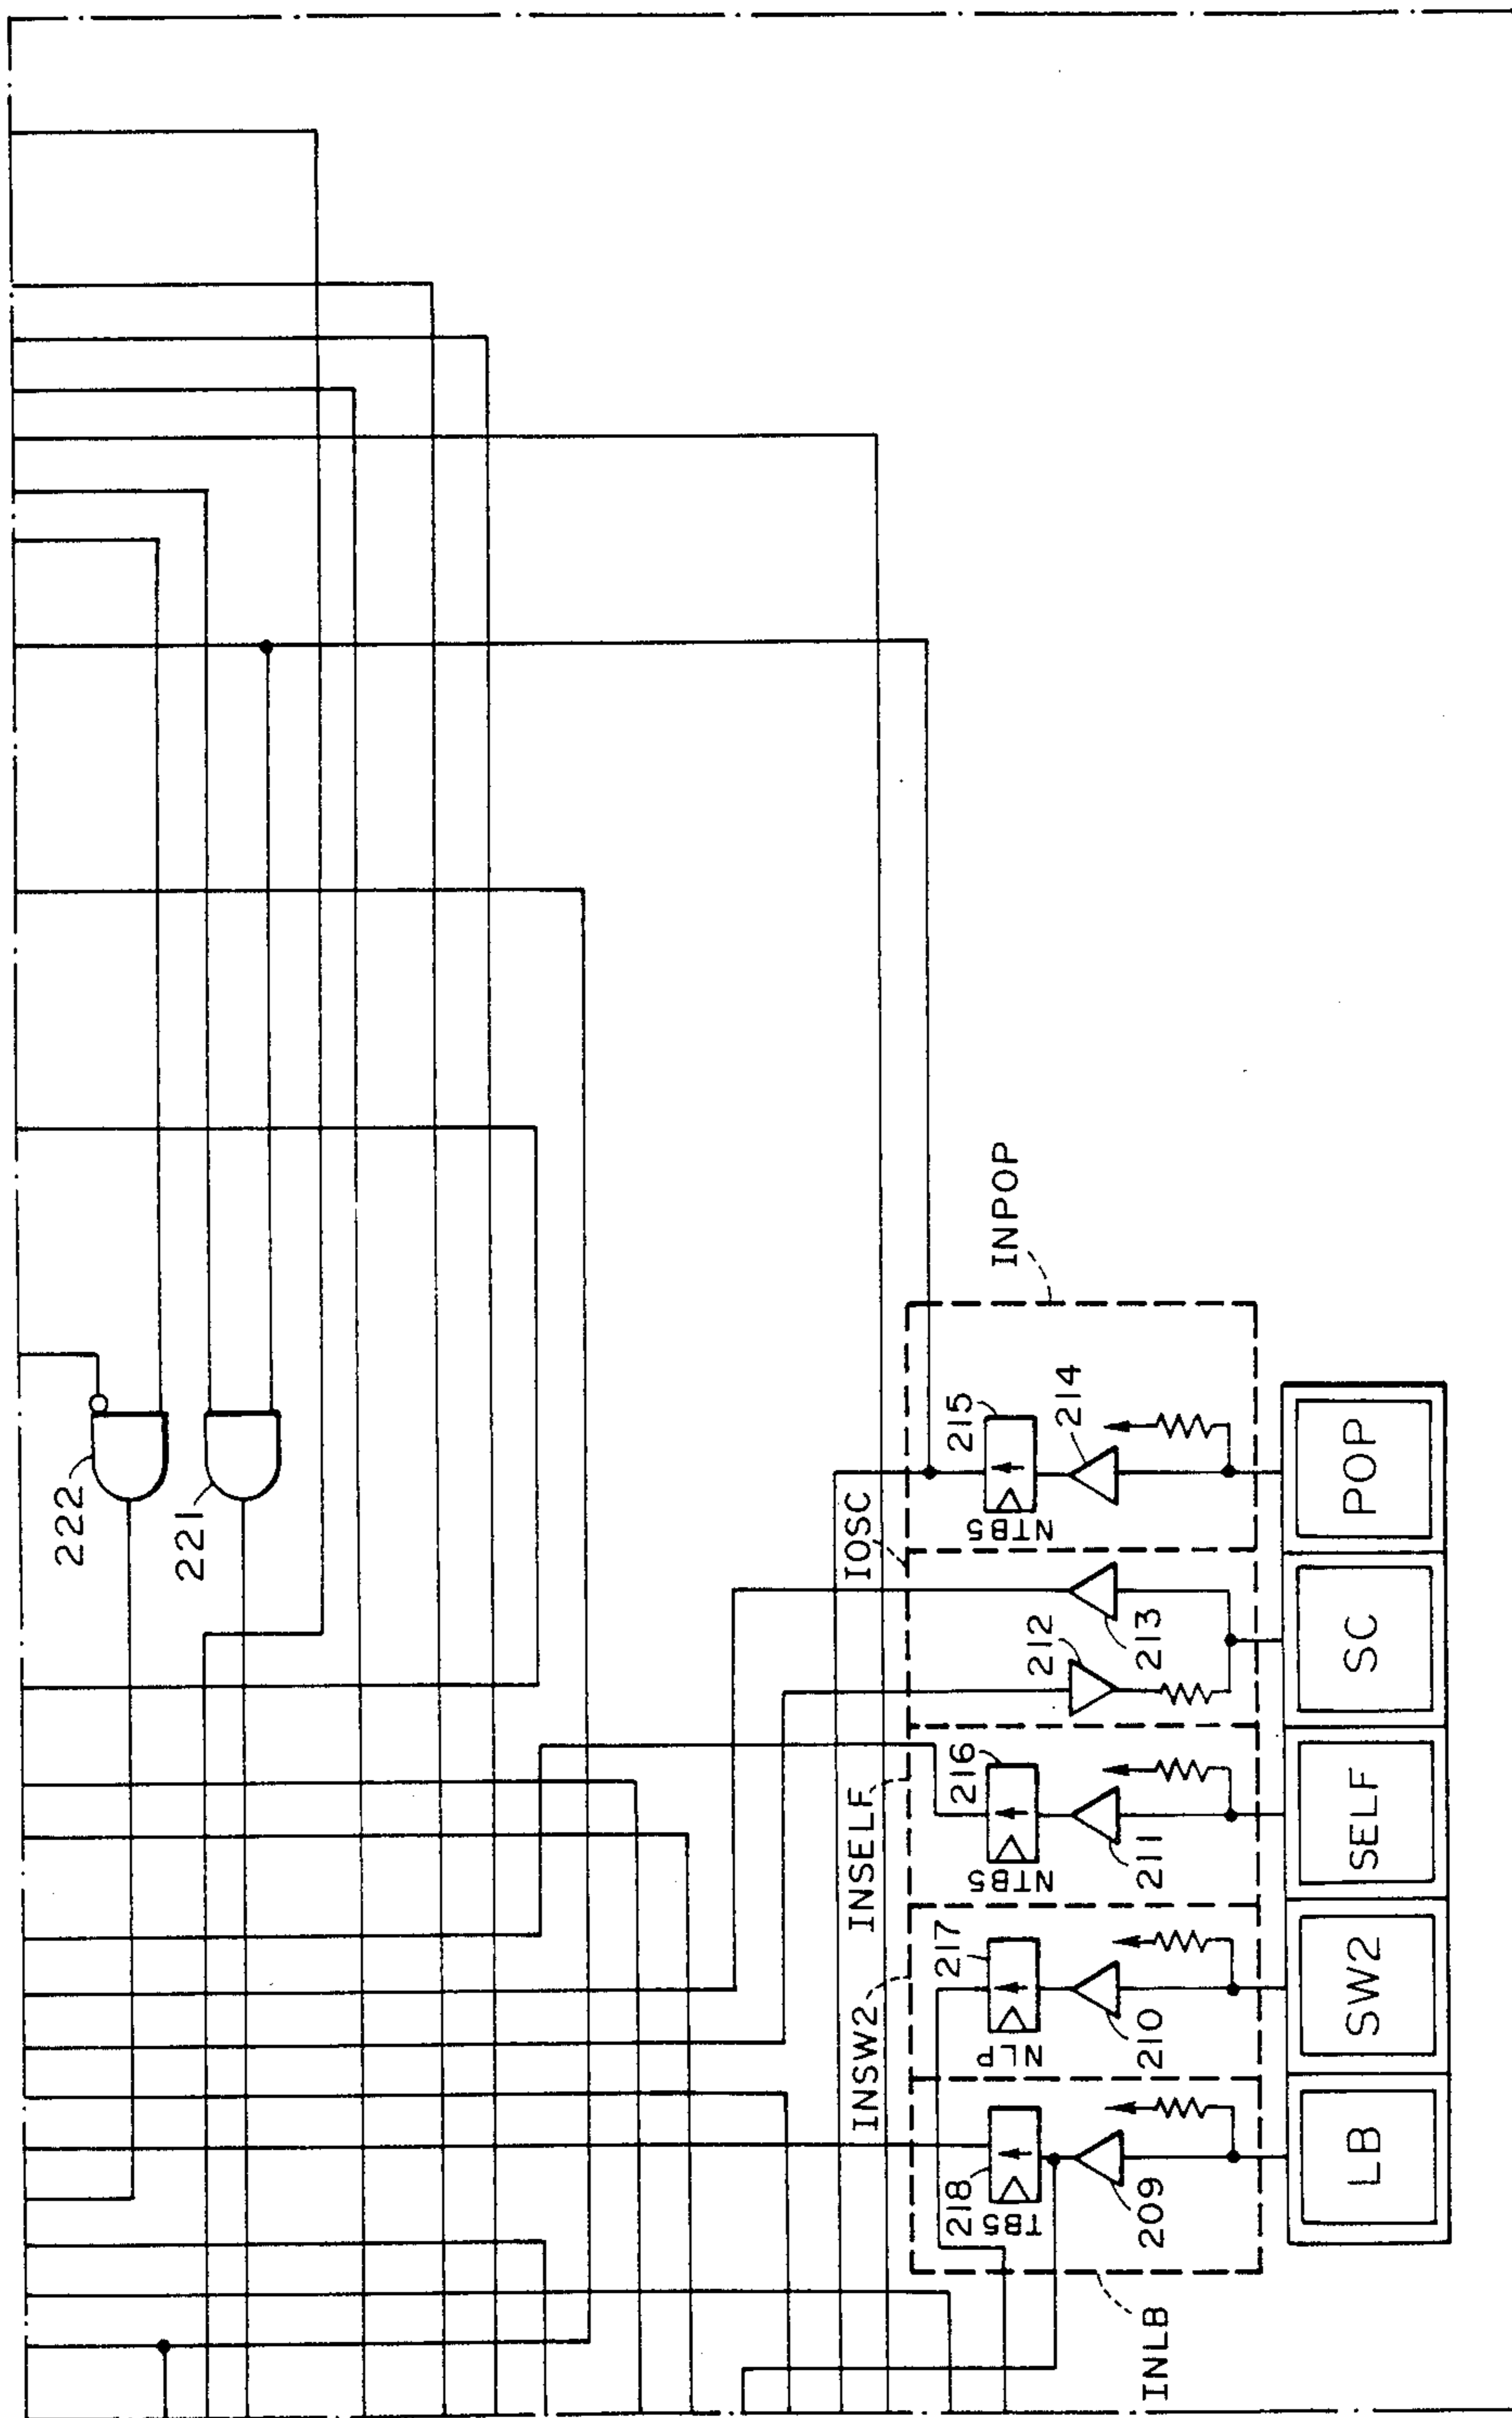 222
221
INPOP
IOSC
INSELF
INSW2
INLB
215
NTB5
214
213
212
216
NTB5
211
217
NLP
210
218
TB5
209
POP
SC
SELF
SW2
LB